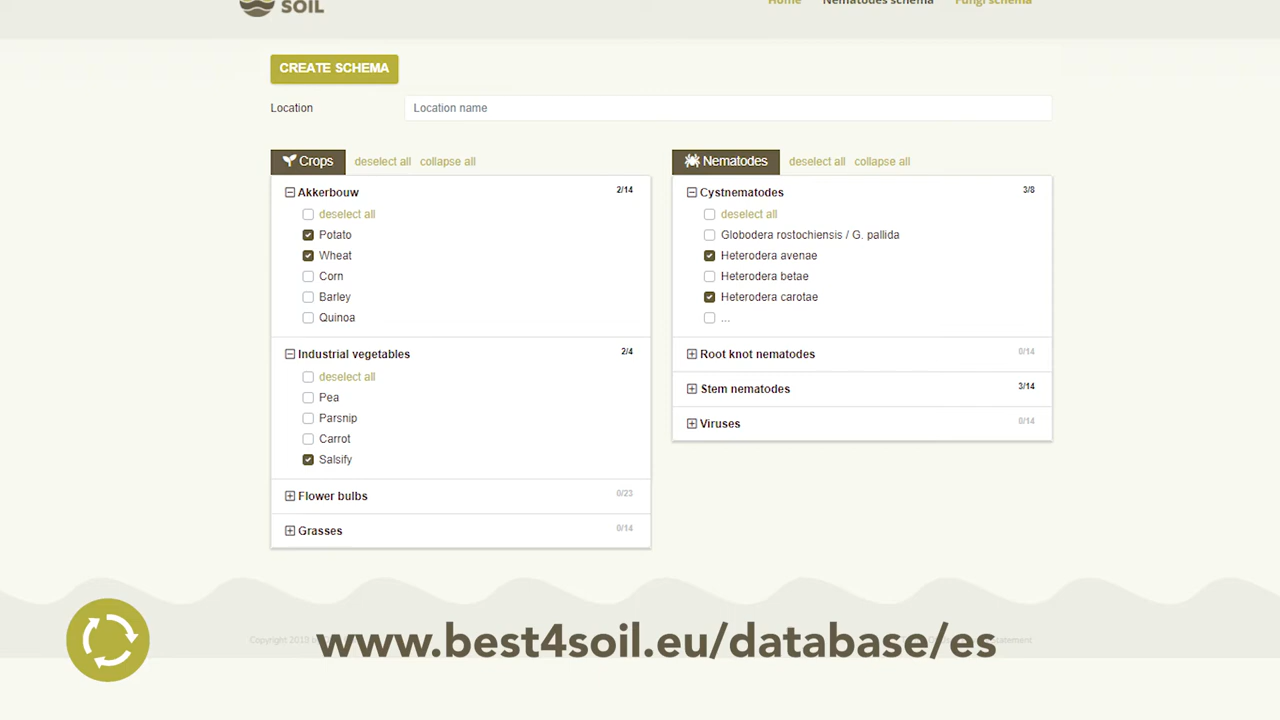 SOIL
Home Nematodes schema Fungi schema
CREATE SCHEMA
Location Location name
Crops deselect all collapse all
Akkerbouw 2/14
deselect all
Potato
Wheat
Corn
Barley
Quinoa
Industrial vegetables 2/4
deselect all
Pea
Parsnip
Carrot
Salsify
Flower bulbs 0/23
Grasses 0/14
Nematodes deselect all collapse all
Cystnematodes 3/8
deselect all
Globodera rostochiensis / G. pallida
Heterodera avenae
Heterodera betae
Heterodera carotae
...
Root knot nematodes 0/14
Stem nematodes 3/14
Viruses 0/14
www.best4soil.eu/database/es